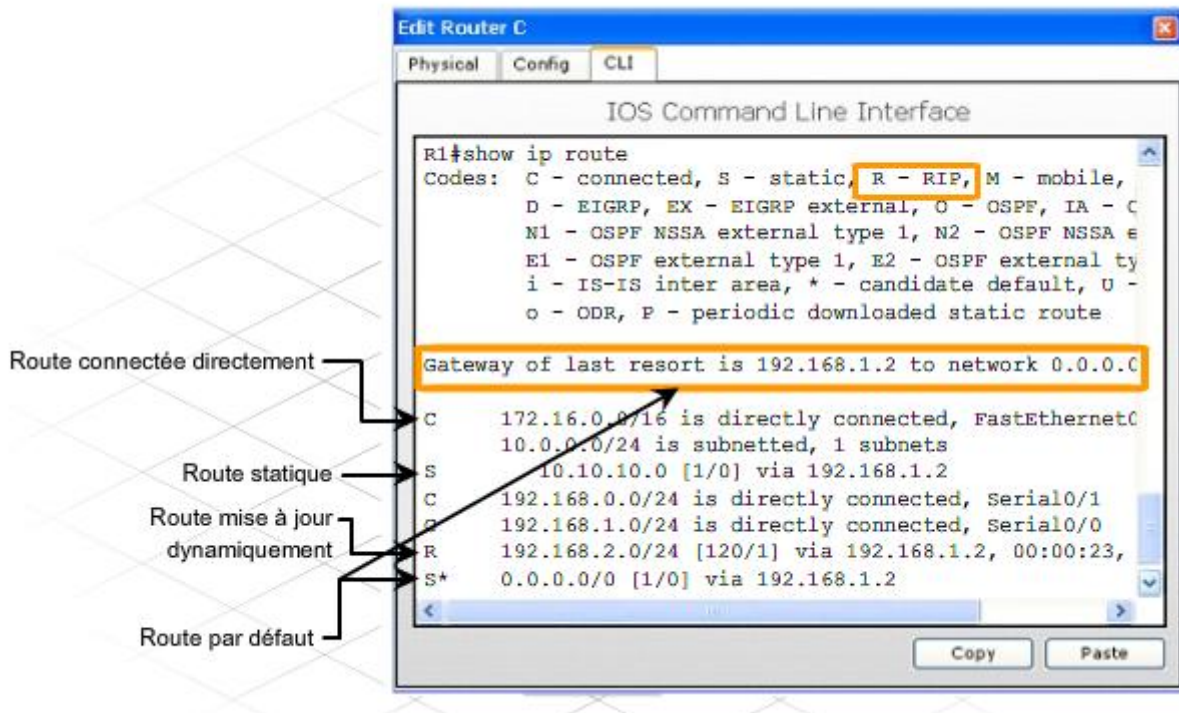 Edit Router C
Physical Config CLI
IOS Command Line Interface
R1#show ip route
Codes: C - connected, S - static, R - RIP, M - mobile,
D - EIGRP, EX - EIGRP external, O - OSPF, IA -
N1 - OSPF NSSA external type 1, N2 - OSPF NSSA
E1 - OSPF external type 1, E2 - OSPF external ty
i - IS-IS inter area, * - candidate default, U -
o - ODR, P - periodic downloaded static route
Gateway of last resort is 192.168.1.2 to network 0.0.0.0
Route connectée directement
C 172.16.0.0/16 is directly connected, FastEthernet0
10.0.0.0/24 is subnetted, 1 subnets
Route statique
S 10.10.10.0 [1/0] via 192.168.1.2
C 192.168.0.0/24 is directly connected, Serial0/1
C 192.168.1.0/24 is directly connected, Serial0/0
Route mise à jour
dynamiquement
R 192.168.2.0/24 [120/1] via 192.168.1.2, 00:00:23,
S* 0.0.0.0/0 [1/0] via 192.168.1.2
Route par défaut
Copy Paste